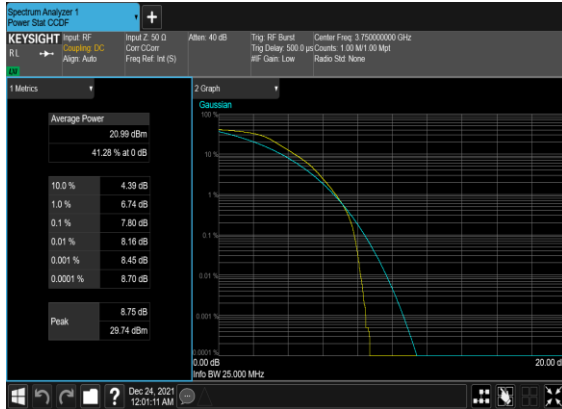 Spectrum Analyzer 1
Power Stat CCDF
KEYSIGHT
RL
LU
Input: RF
Coupling: DC
Align: Auto
Input Z: 50 Ω
Corr CCorr
Freq Ref: Int (S)
Atten: 40 dB
Trig: RF Burst
Trig Delay: 500.0 µs
#IF Gain: Low
Center Freq: 3.750000000 GHz
Counts: 1.00 M/1.00 Mpt
Radio Std: None
1 Metrics
Average Power
20.99 dBm
41.28 % at 0 dB
10.0 % 4.39 dB
1.0 % 6.74 dB
0.1 % 7.80 dB
0.01 % 8.16 dB
0.001 % 8.45 dB
0.0001 % 8.70 dB
Peak
8.75 dB
29.74 dBm
2 Graph
Gaussian
100 %
10 %
1 %
0.1 %
0.01 %
0.001 %
0.0001 %
0.00 dB
20.00 d
Info BW 25.000 MHz
?
Dec 24, 2021
12:01:11 AM